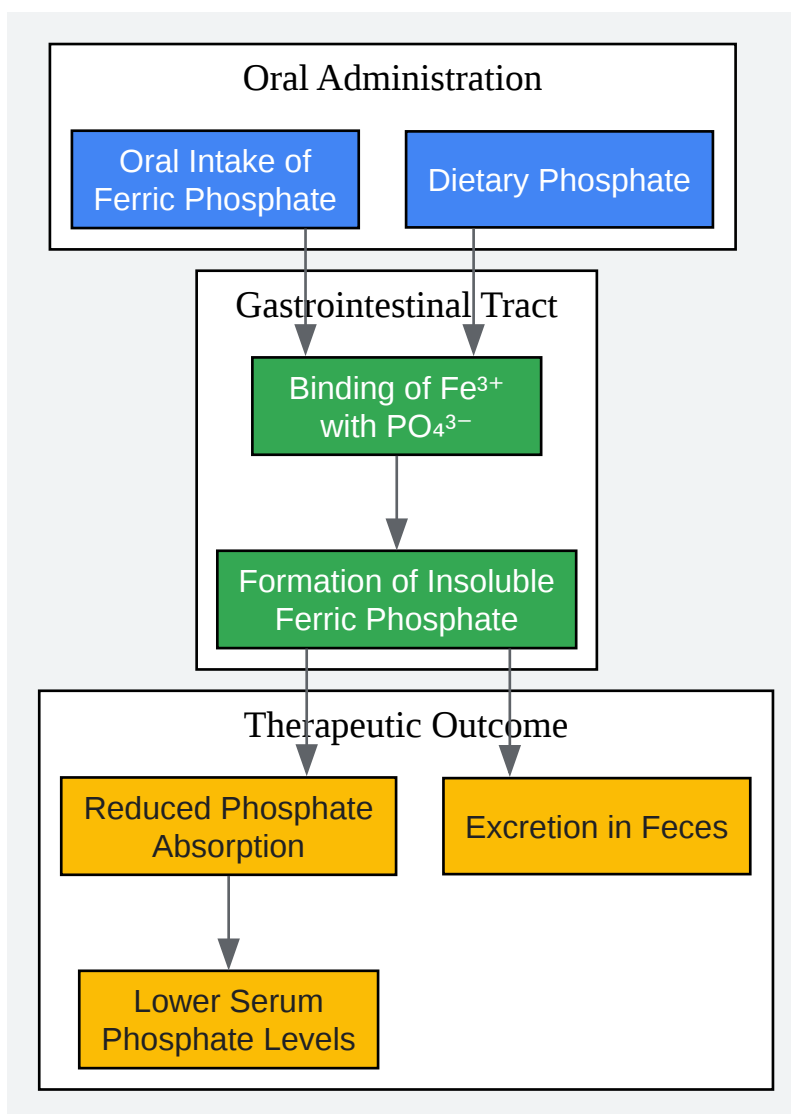 Oral Administration
Oral Intake of
Ferric Phosphate
Dietary Phosphate
Gastrointestinal Tract
Binding of Fe³⁺
with PO₄³⁻
Formation of Insoluble
Ferric Phosphate
Therapeutic Outcome
Reduced Phosphate
Absorption
Excretion in Feces
Lower Serum
Phosphate Levels